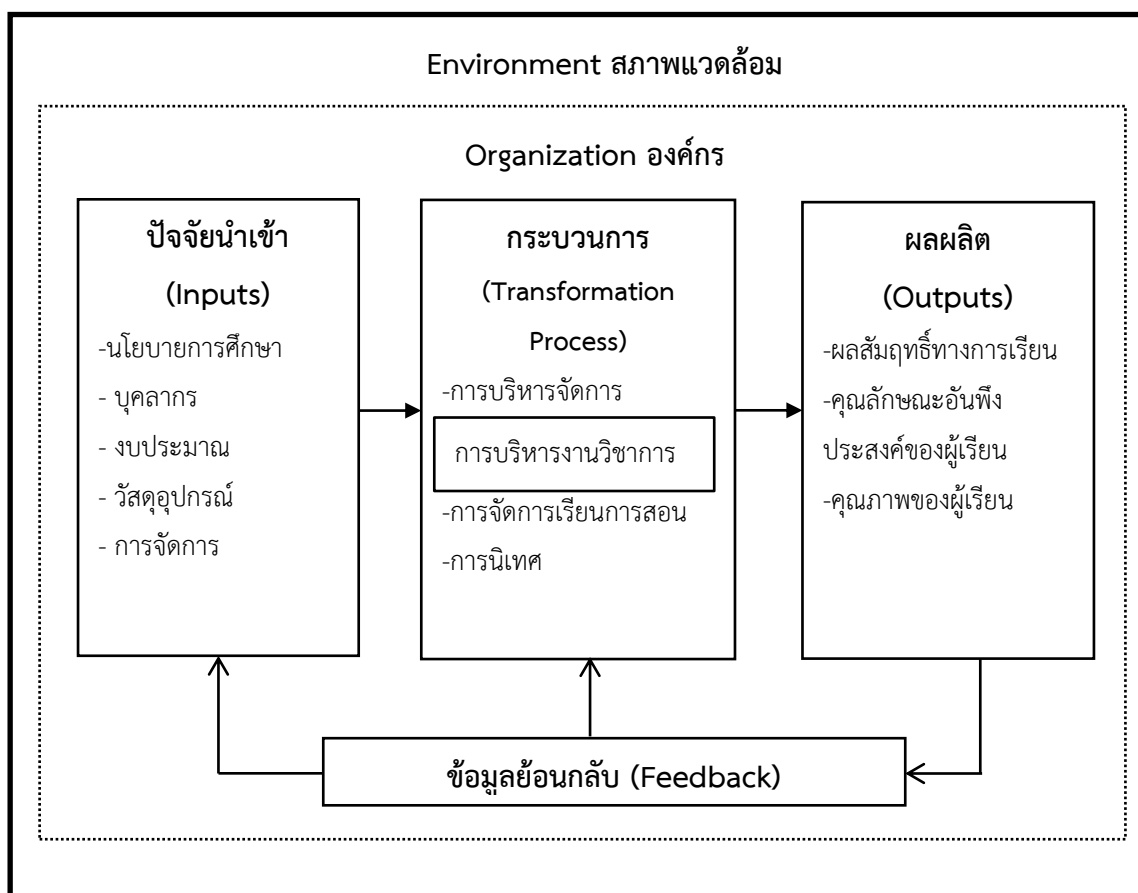 Environment สภาพแวดล้อม
Organization องค์กร
ปัจจัยนำเข้า
(Inputs)
-นโยบายการศึกษา
- บุคลากร
- งบประมาณ
- วัสดุอุปกรณ์
- การจัดการ
กระบวนการ
(Transformation
Process)
-การบริหารจัดการ
การบริหารงานวิชาการ
-การจัดการเรียนการสอน
-การนิเทศ
ผลผลิต
(Outputs)
-ผลสัมฤทธิ์ทางการเรียน
-คุณลักษณะอันพึง
ประสงค์ของผู้เรียน
-คุณภาพของผู้เรียน
ข้อมูลย้อนกลับ (Feedback)